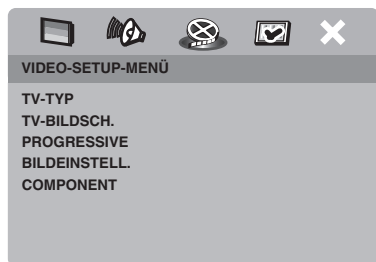 VIDEO-SETUP-MENÜ
TV-TYP
TV-BILDSCH.
PROGRESSIVE
BILDEINSTELL.
COMPONENT